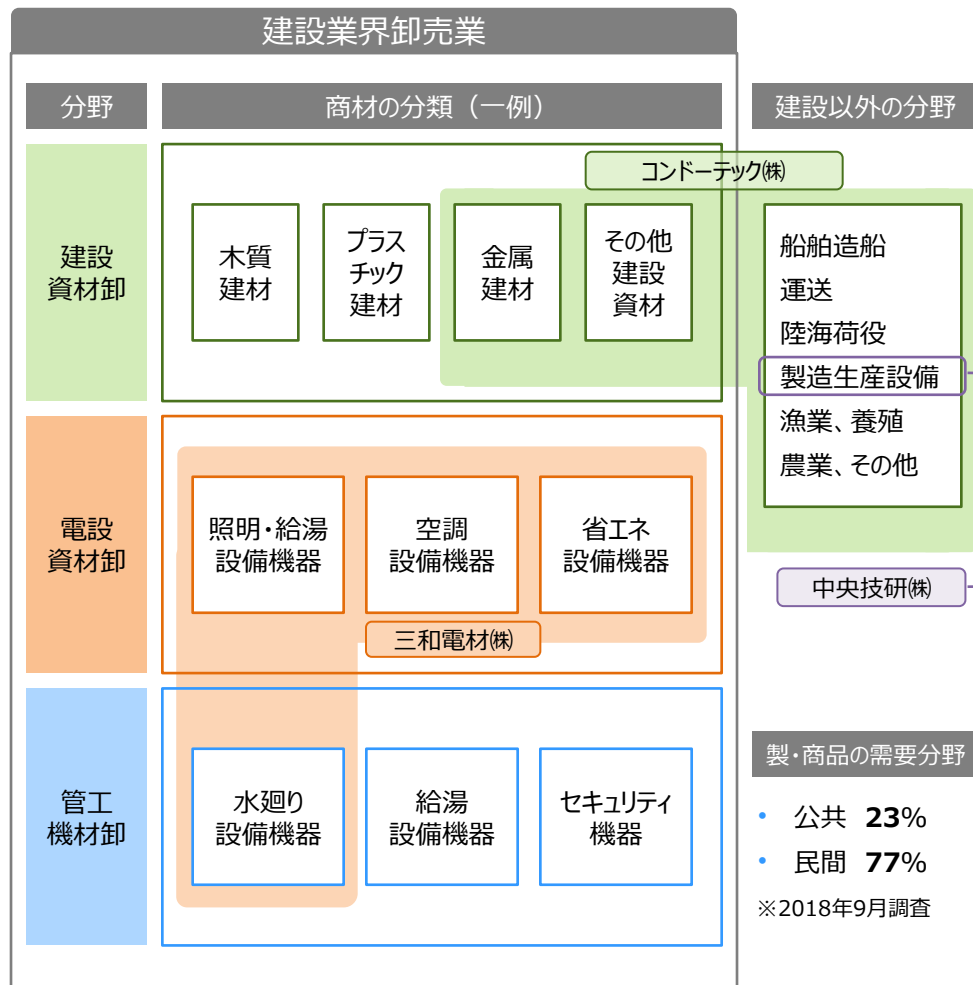 建設業界卸売業
分野
商材の分類（一例）
建設以外の分野
コンドーテック㈱
建設
資材卸
木質
建材
プラス
チック
建材
金属
建材
その他
建設
資材
船舶造船
運送
陸海荷役
製造生産設備
漁業、養殖
農業、その他
電設
資材卸
照明・給湯
設備機器
空調
設備機器
省エネ
設備機器
三和電材㈱
中央技研㈱
管工
機材卸
水廻り
設備機器
給湯
設備機器
セキュリティ
機器
製・商品の需要分野
• 公共 23%
• 民間 77%
※2018年9月調査